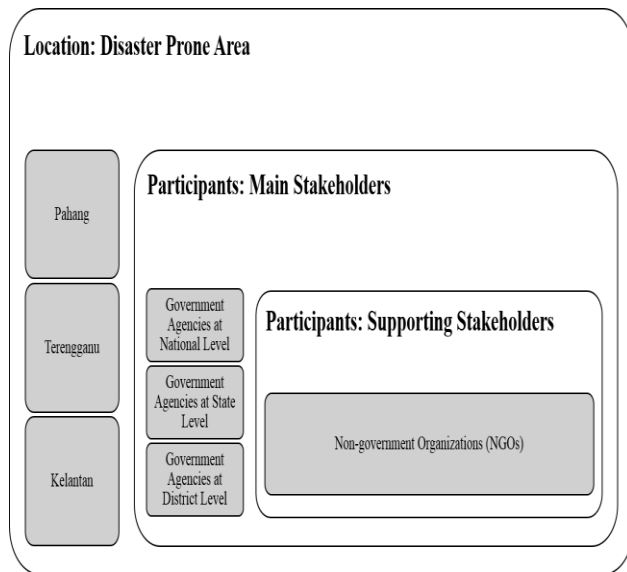 Location: Disaster Prone Area
Pahang
Terengganu
Kelantan
Participants: Main Stakeholders
Government
Agencies at
National Level
Government
Agencies at State
Level
Government
Agencies at
District Level
Participants: Supporting Stakeholders
Non-government Organizations (NGOs)